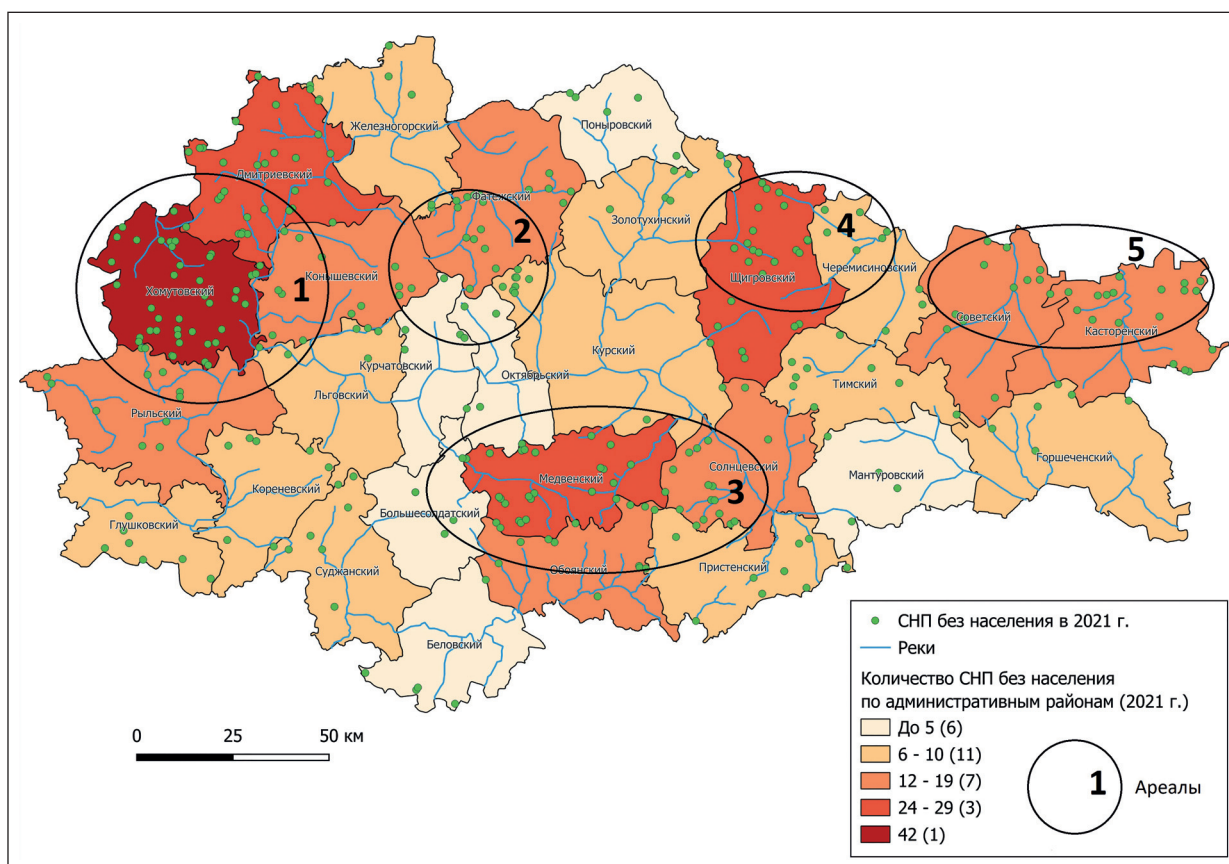 Железногорский
Поныровский
Дмитриевский
Фатежский
Золотухинский
2
4
Черемисиновский
5
Хомутовский
1
Конышевский
Щигровский
Советский
Касторенский
Курчатовский
Курский
Октябрьский
Льговский
Тимский
Рыльский
Солнцевский
Медвенский
3
Мантуровский
Горшеченский
Кореневский
Большесолдатский
Глушковский
Суджанский
Обоянский
Пристенский
Беловский
0 25 50 км
СНП без населения в 2021 г.
Реки
Количество СНП без населения
по административным районам (2021 г.)
До 5 (6)
6 - 10 (11)
12 - 19 (7)
24 - 29 (3)
42 (1)
1 Ареалы